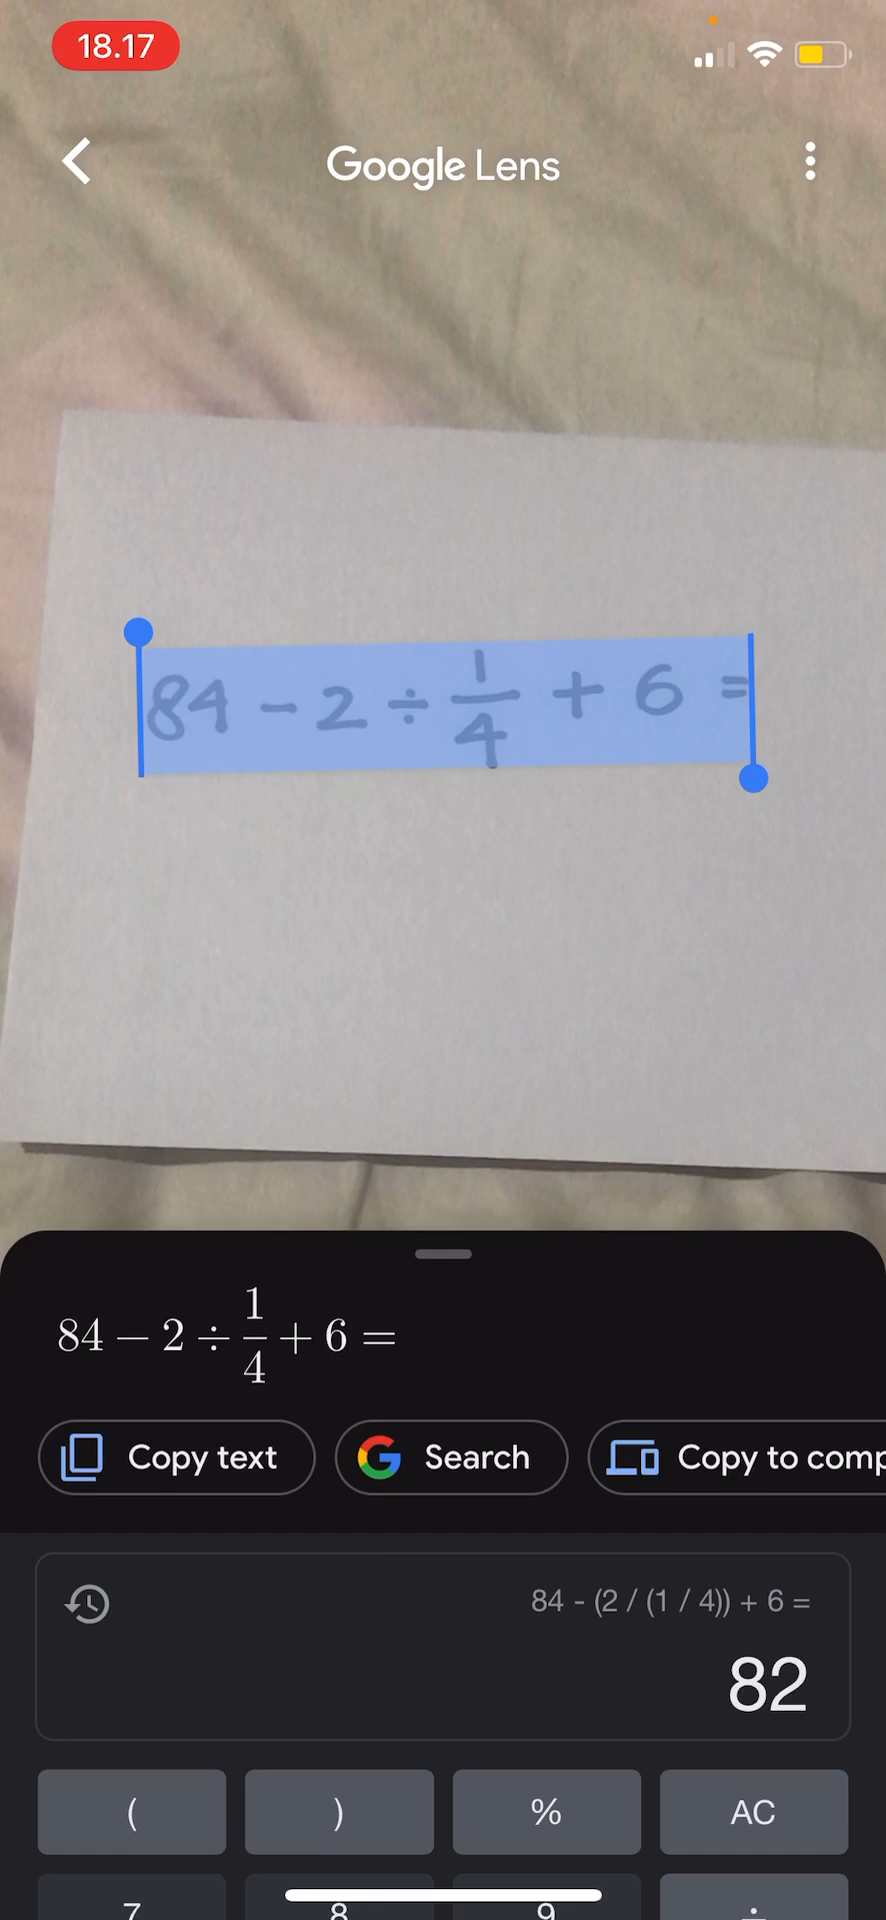 18.17
Google Lens
84 - 2 ÷ 1/4 + 6 =
84 − 2 ÷ 1/4 + 6 =
Copy text
Search
Copy to comp
84 - (2 / (1 / 4)) + 6 =
82
( ) % AC
7 8 9 ÷